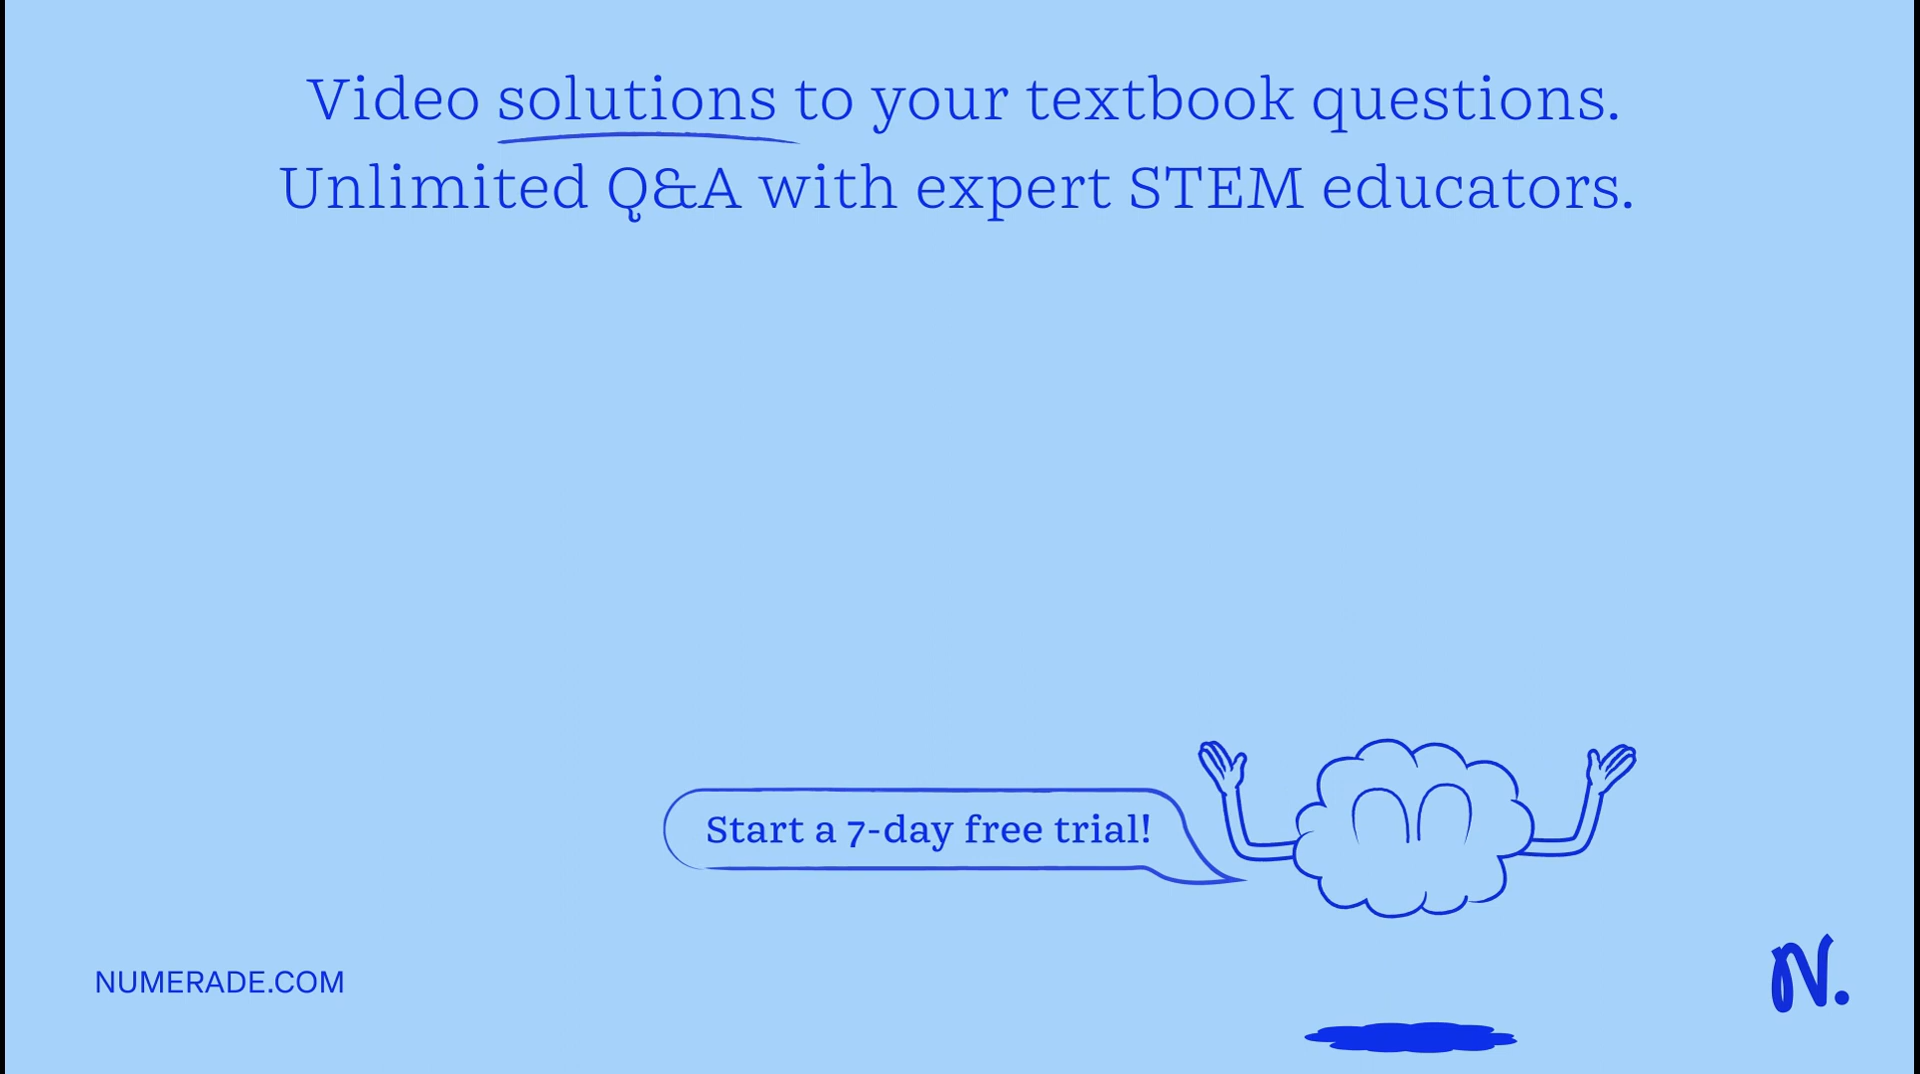 Video solutions to your textbook questions.
Unlimited Q&A with expert STEM educators.
Start a 7-day free trial!
NUMERADE.COM
N.